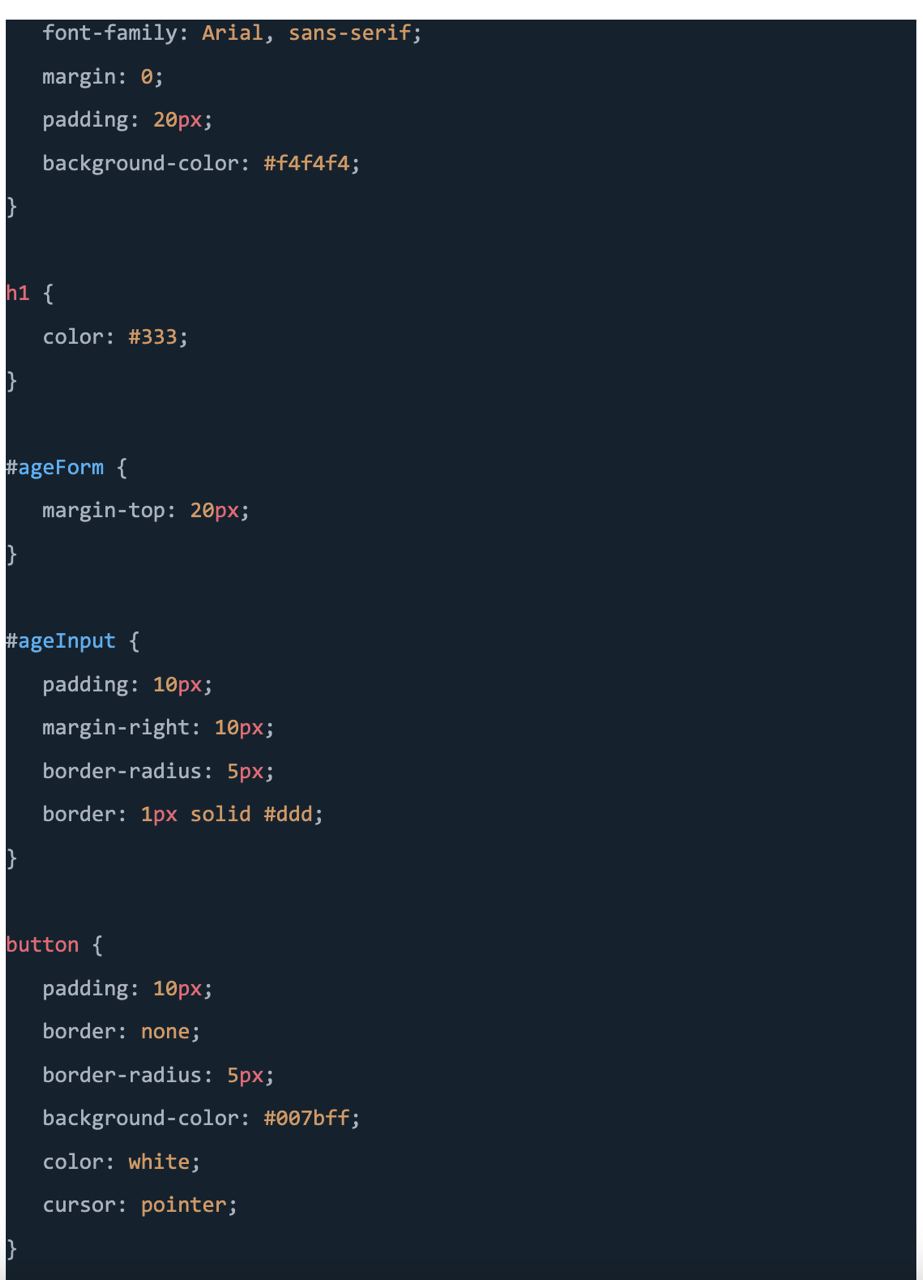 font-family: Arial, sans-serif;
margin: 0;
padding: 20px;
background-color: #f4f4f4;
}
h1 {
color: #333;
}
#ageForm {
margin-top: 20px;
}
#ageInput {
padding: 10px;
margin-right: 10px;
border-radius: 5px;
border: 1px solid #ddd;
}
button {
padding: 10px;
border: none;
border-radius: 5px;
background-color: #007bff;
color: white;
cursor: pointer;
}